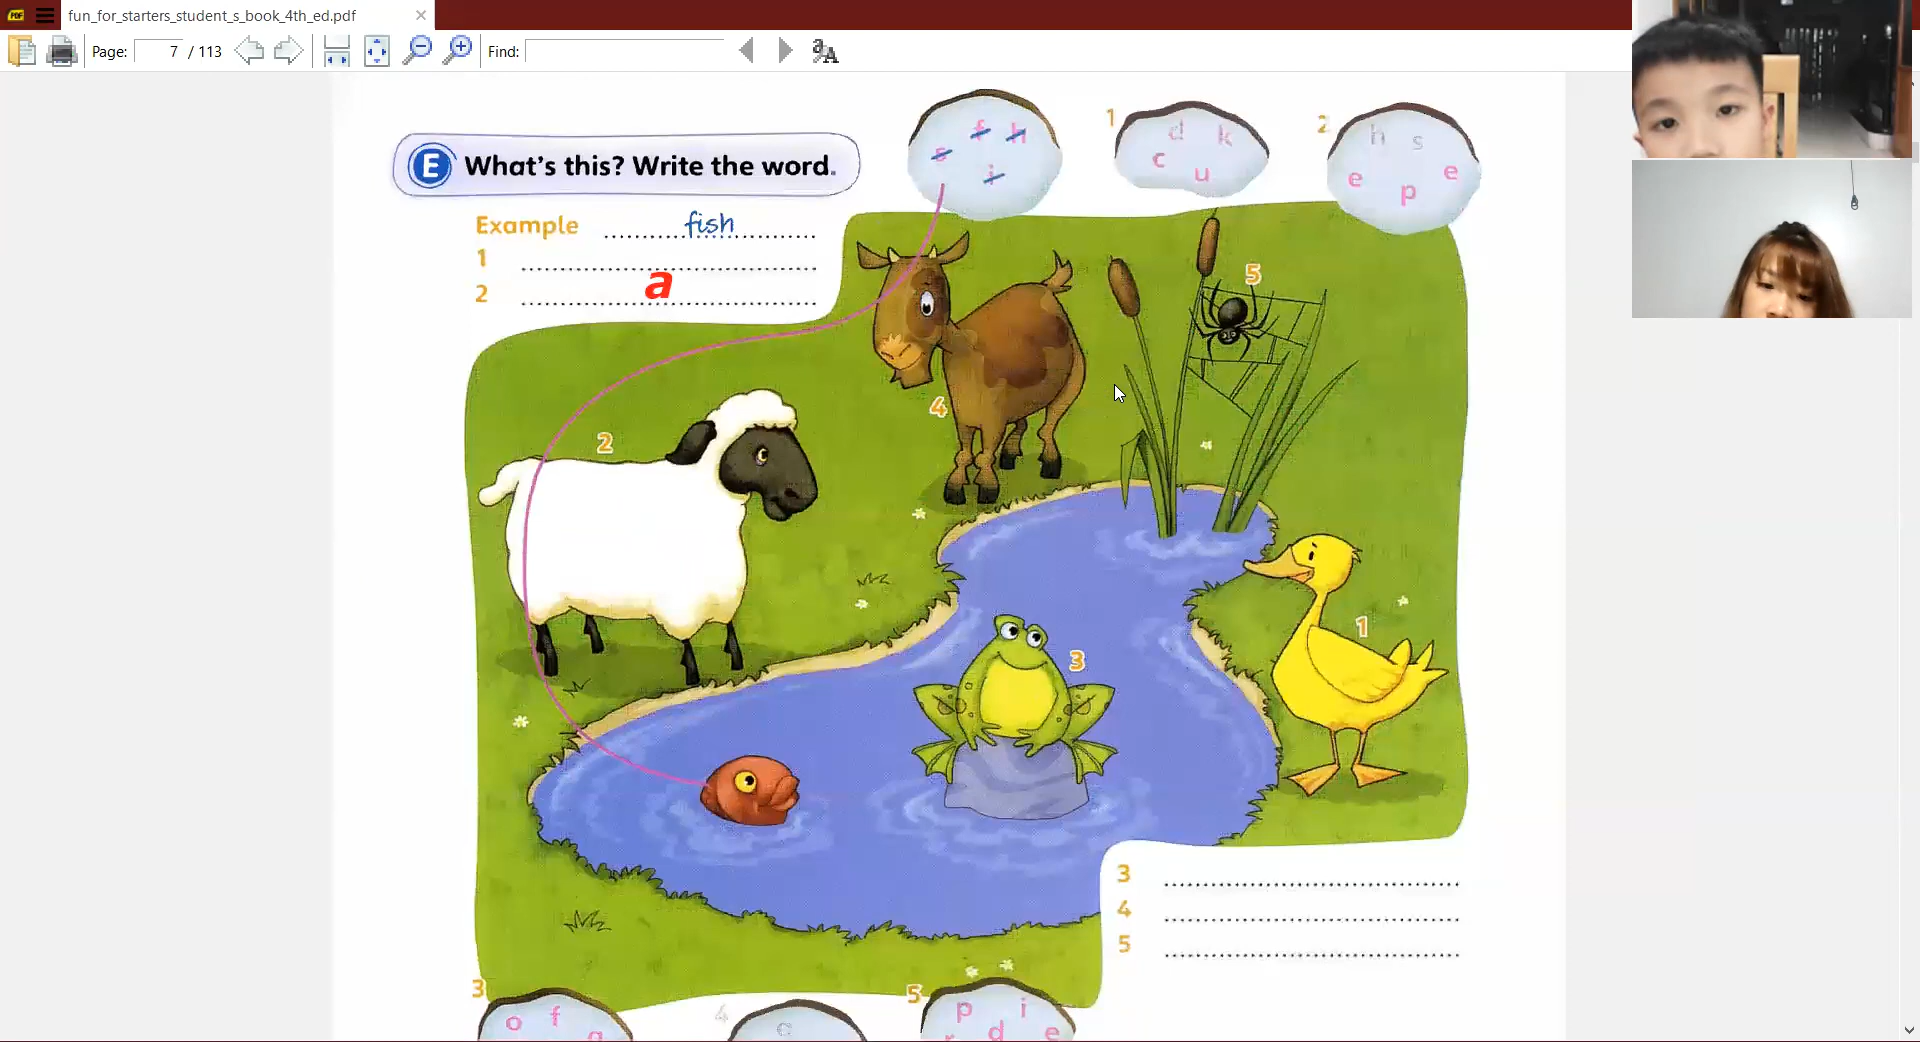 PDF fun_for_starters_student_s_book_4th_ed.pdf
Page: 7 / 113 Find:
E What's this? Write the word.
Example fish
1
2 a
s f h i
1 d k c u
2 h s e p e
5
4
2
1
3
3
4
5
3 o f
4
5 p i d e